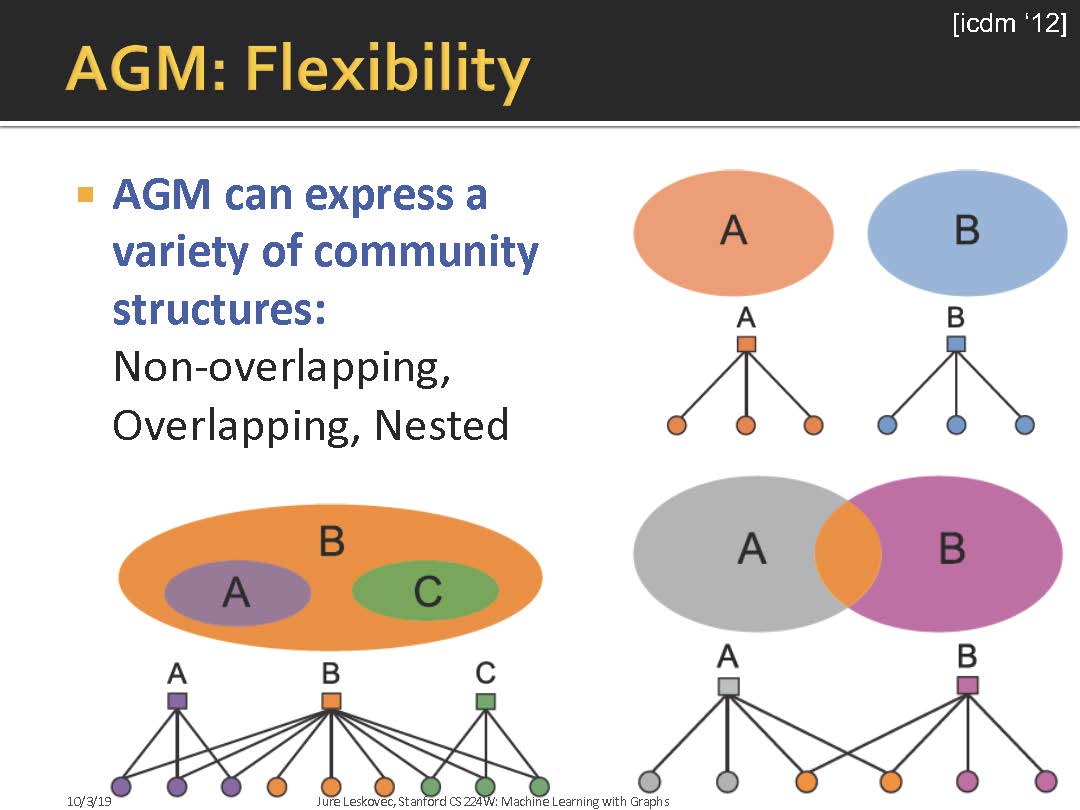 [icdm ‘12]
AGM: Flexibility
AGM can express a
variety of community
structures:
Non-overlapping,
Overlapping, Nested
A B
A B
B
A C
A B C
A B
A B
10/3/19
Jure Leskovec, Stanford CS224W: Machine Learning with Graphs